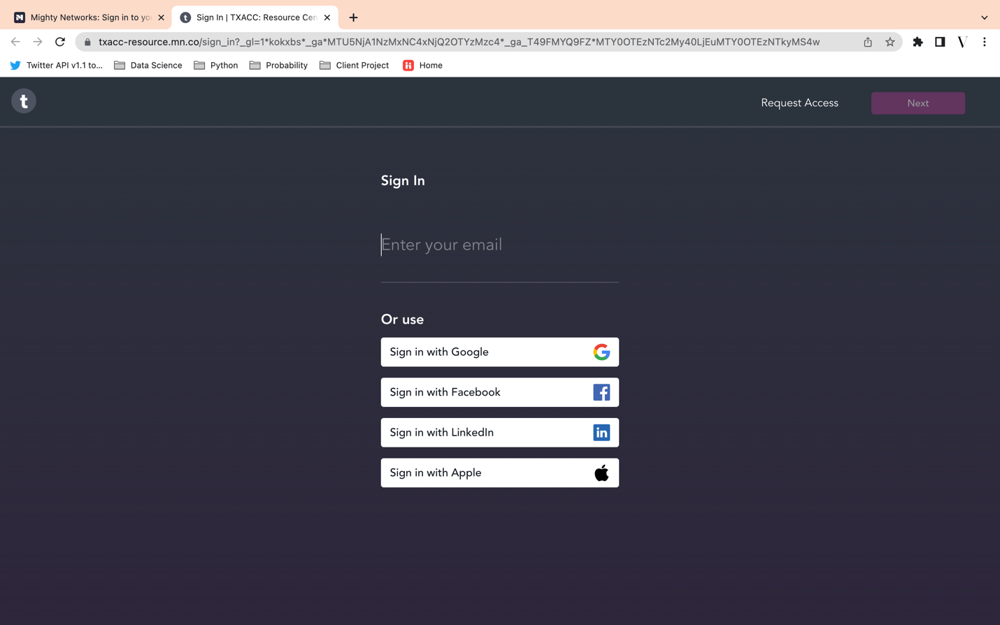 Mighty Networks: Sign in to yo
Sign In | TXACC: Resource Cen
txacc-resource.mn.co/sign_in?_gl=1*kokxbs*_ga*MTU5NjA1NzMxNC4xNjQ2OTYzMzc4*_ga_T49FMYQ9FZ*MTY0OTEzNTc2My40LjEuMTY0OTEzNTkyMS4w
Twitter API v1.1 to...
Data Science
Python
Probability
Client Project
Home
t
Request Access
Next
Sign In
Enter your email
Or use
Sign in with Google
Sign in with Facebook
Sign in with LinkedIn
Sign in with Apple